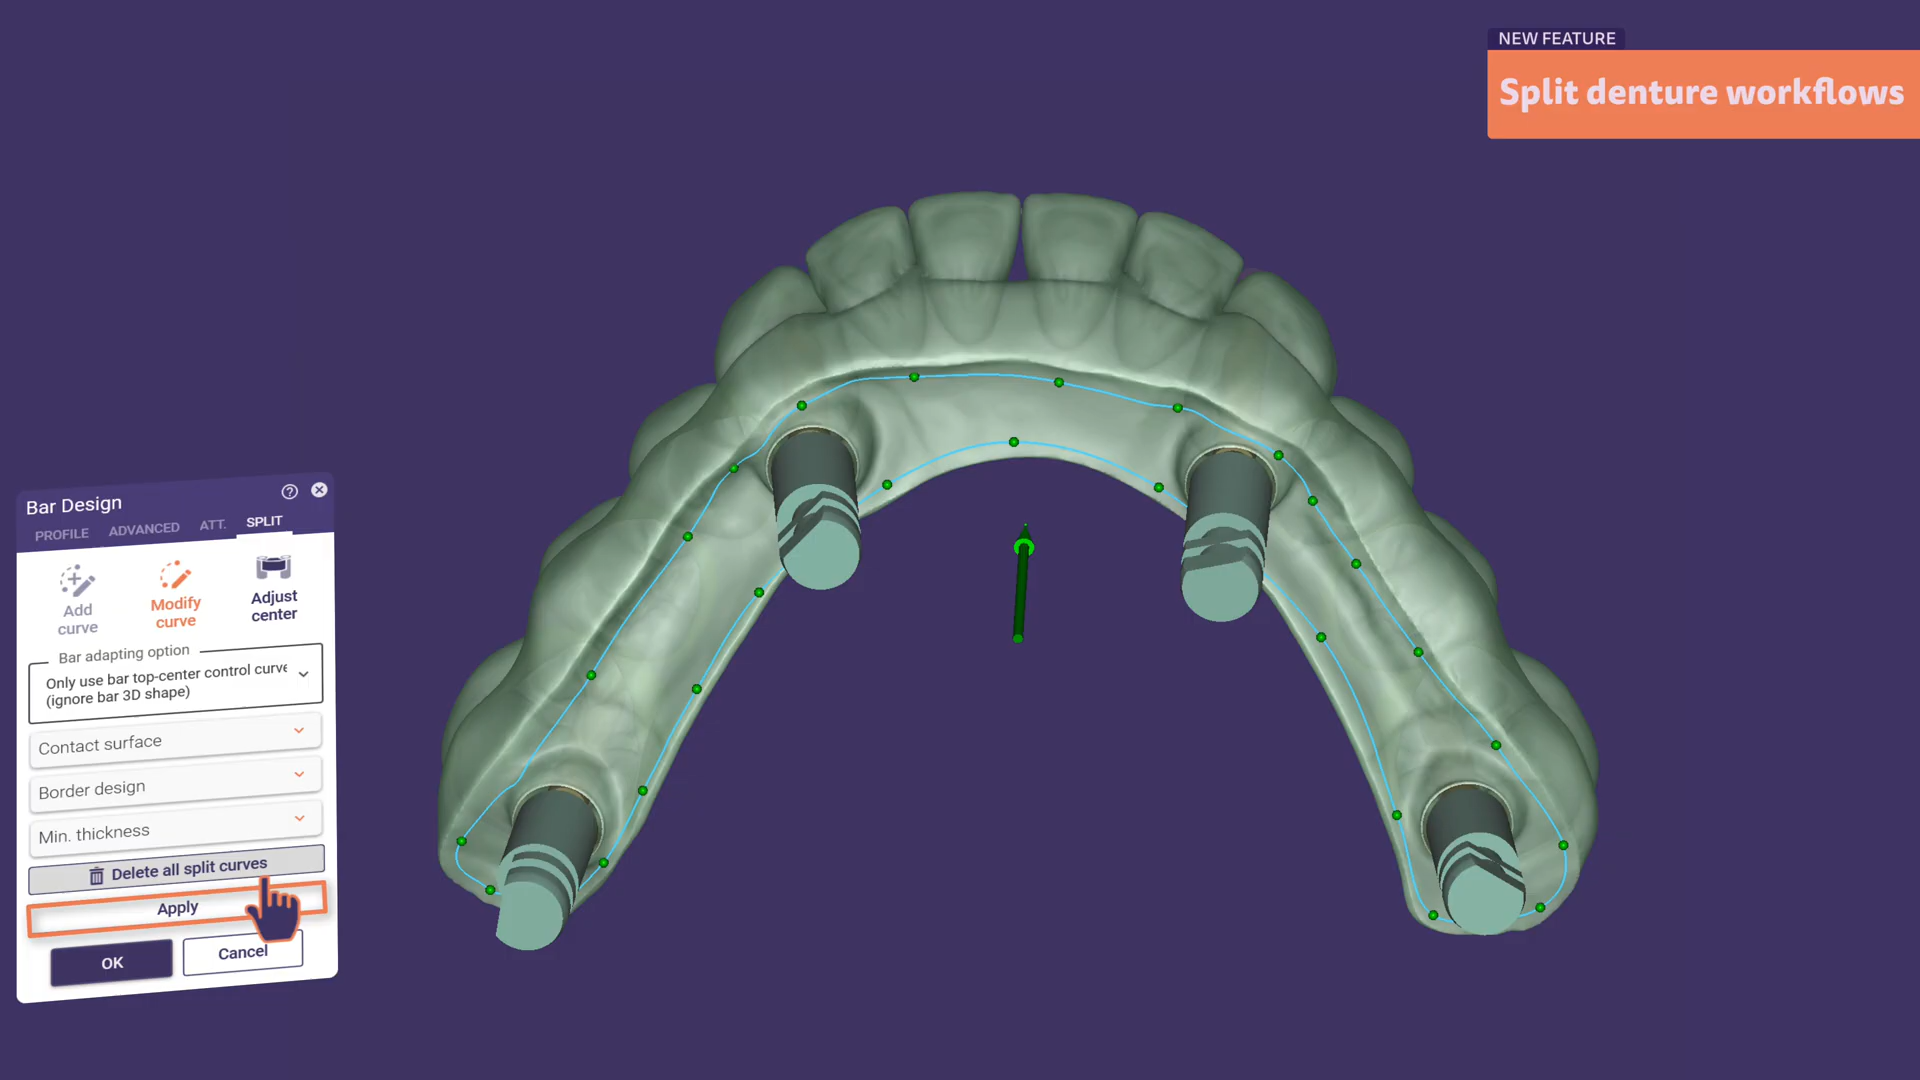 NEW FEATURE
Split denture workflows
Bar Design
PROFILE ADVANCED ATT. SPLIT
Add curve
Modify curve
Adjust center
Bar adapting option
Only use bar top-center control curve
(ignore bar 3D shape)
Contact surface
Border design
Min. thickness
Delete all split curves
Apply
OK Cancel